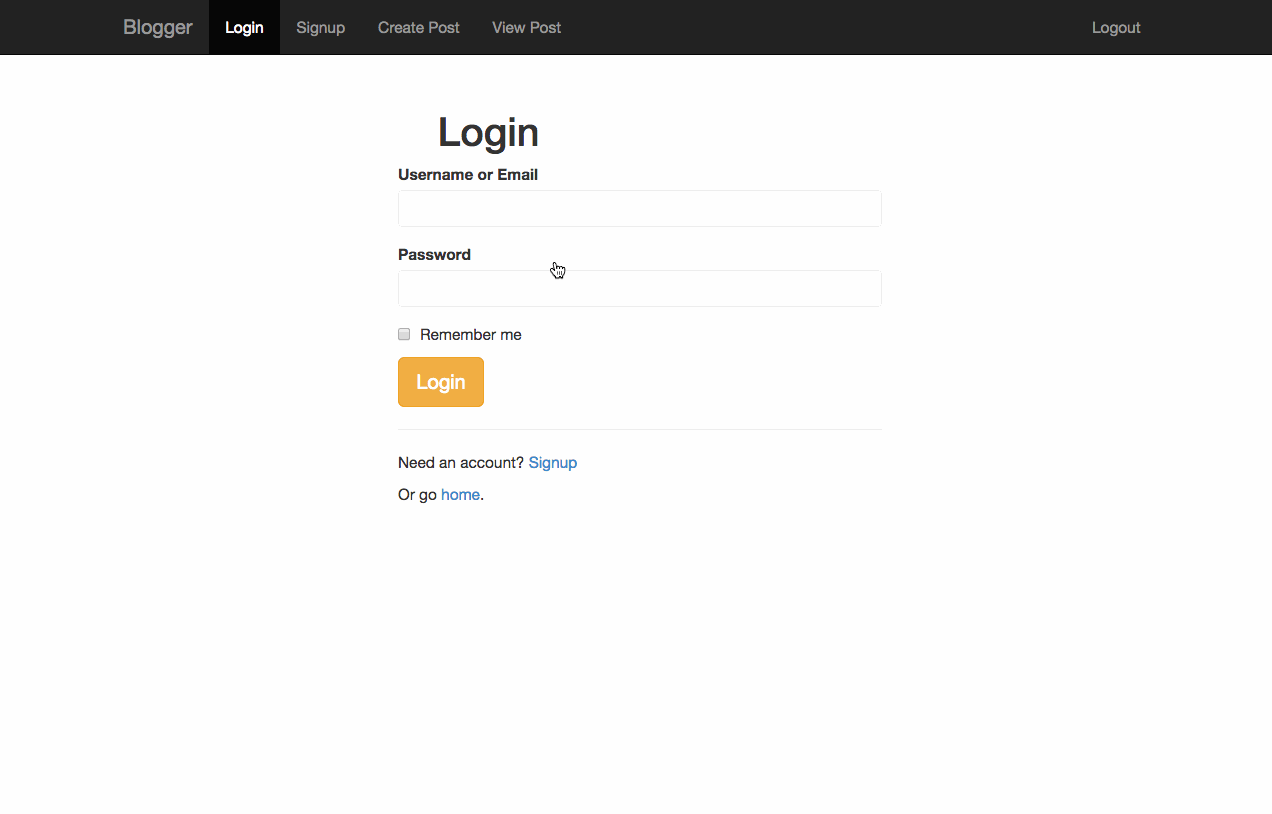 Blogger Login Signup Create Post View Post Logout
Login
Username or Email
Password
Remember me
Login
Need an account? Signup
Or go home.